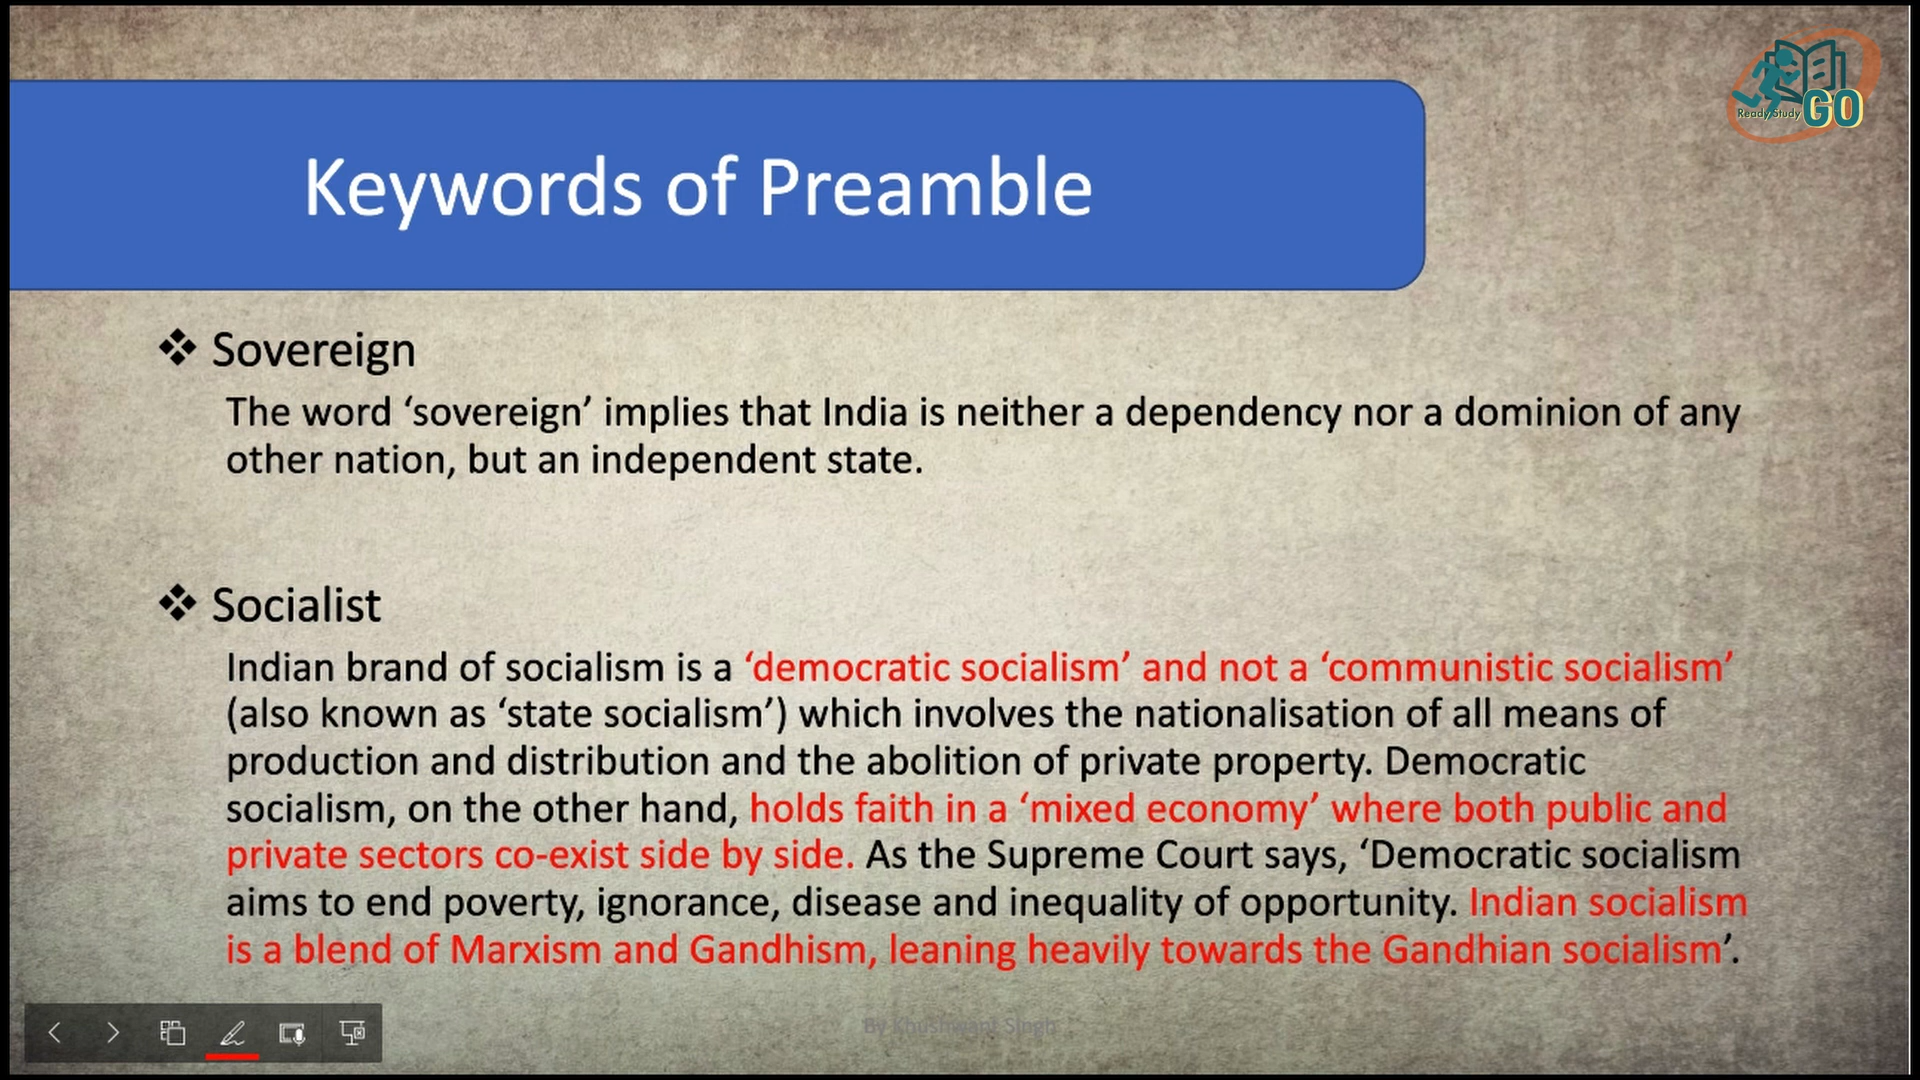 Ready Study GO
Keywords of Preamble
❖ Sovereign
The word ‘sovereign’ implies that India is neither a dependency nor a dominion of any
other nation, but an independent state.
❖ Socialist
Indian brand of socialism is a ‘democratic socialism’ and not a ‘communistic socialism’
(also known as ‘state socialism’) which involves the nationalisation of all means of
production and distribution and the abolition of private property. Democratic
socialism, on the other hand, holds faith in a ‘mixed economy’ where both public and
private sectors co-exist side by side. As the Supreme Court says, ‘Democratic socialism
aims to end poverty, ignorance, disease and inequality of opportunity. Indian socialism
is a blend of Marxism and Gandhism, leaning heavily towards the Gandhian socialism’.
By Khushwant Singh